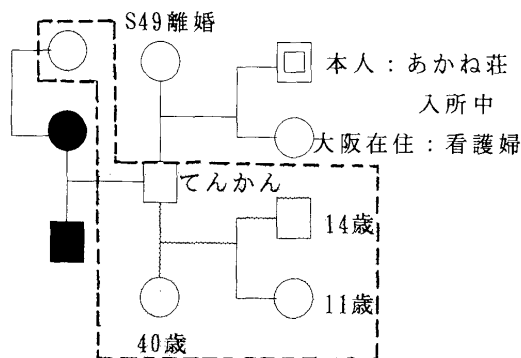 S49離婚
本人：あかね荘
入所中
大阪在住：看護婦
てんかん
14歳
11歳
40歳